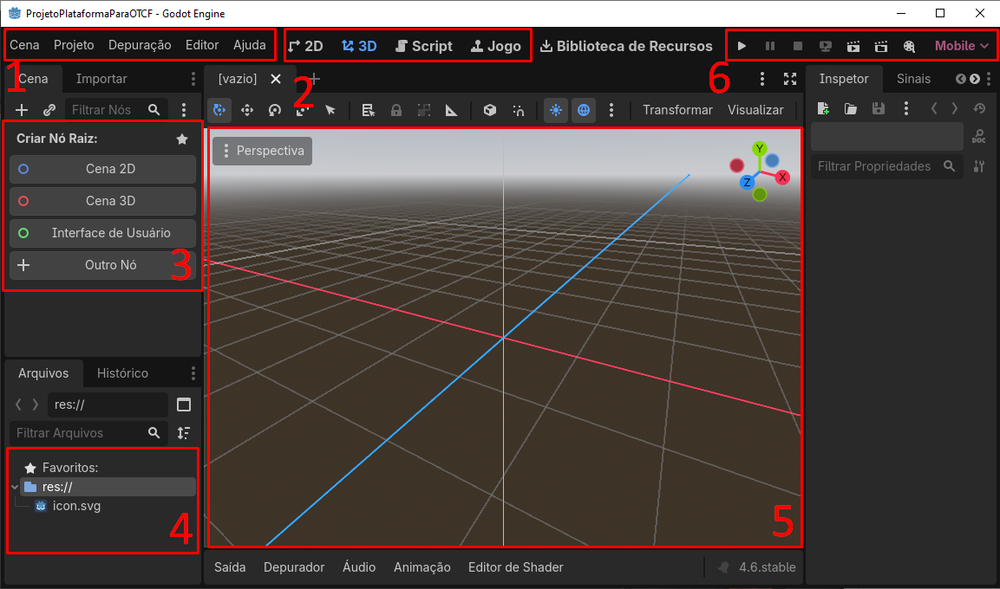 ProjetoPlataformaParaOTCF - Godot Engine
Cena Projeto Depuração Editor Ajuda 2D 3D Script Jogo Biblioteca de Recursos Mobile
1 2 6
Cena Importar [vazio] Inspetor Sinais
Filtrar Nós Transformar Visualizar
Criar Nó Raiz: Perspectiva
Cena 2D
Cena 3D
Interface de Usuário
Outro Nó
3
Y
X
Z
DOC
Filtrar Propriedades
Arquivos Histórico
res://
Filtrar Arquivos
Favoritos:
res://
icon.svg
4
5
Saída Depurador Áudio Animação Editor de Shader 4.6.stable